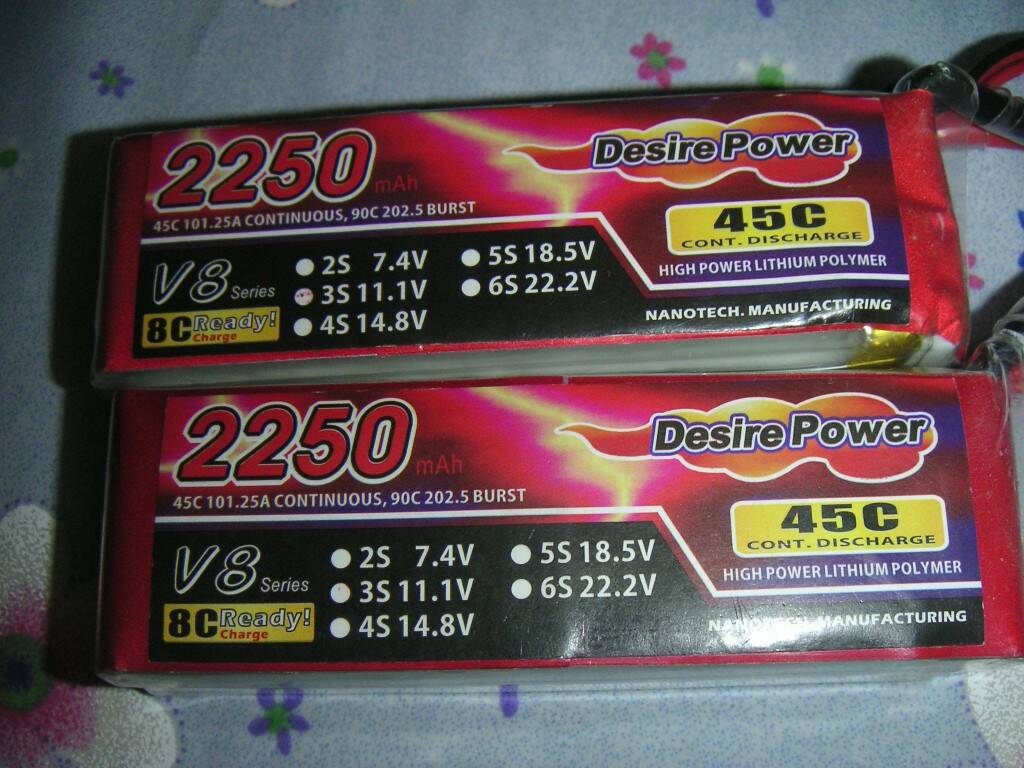 2250 mAh
Desire Power
45C 101.25A CONTINUOUS, 90C 202.5 BURST
45C
CONT. DISCHARGE
HIGH POWER LITHIUM POLYMER
V8 Series
8C Ready!
Charge
2S 7.4V
3S 11.1V
4S 14.8V
5S 18.5V
6S 22.2V
NANOTECH. MANUFACTURING
2250 mAh
Desire Power
45C 101.25A CONTINUOUS, 90C 202.5 BURST
45C
CONT. DISCHARGE
HIGH POWER LITHIUM POLYMER
V8 Series
8C Ready!
Charge
2S 7.4V
3S 11.1V
4S 14.8V
5S 18.5V
6S 22.2V
NANOTECH. MANUFACTURING